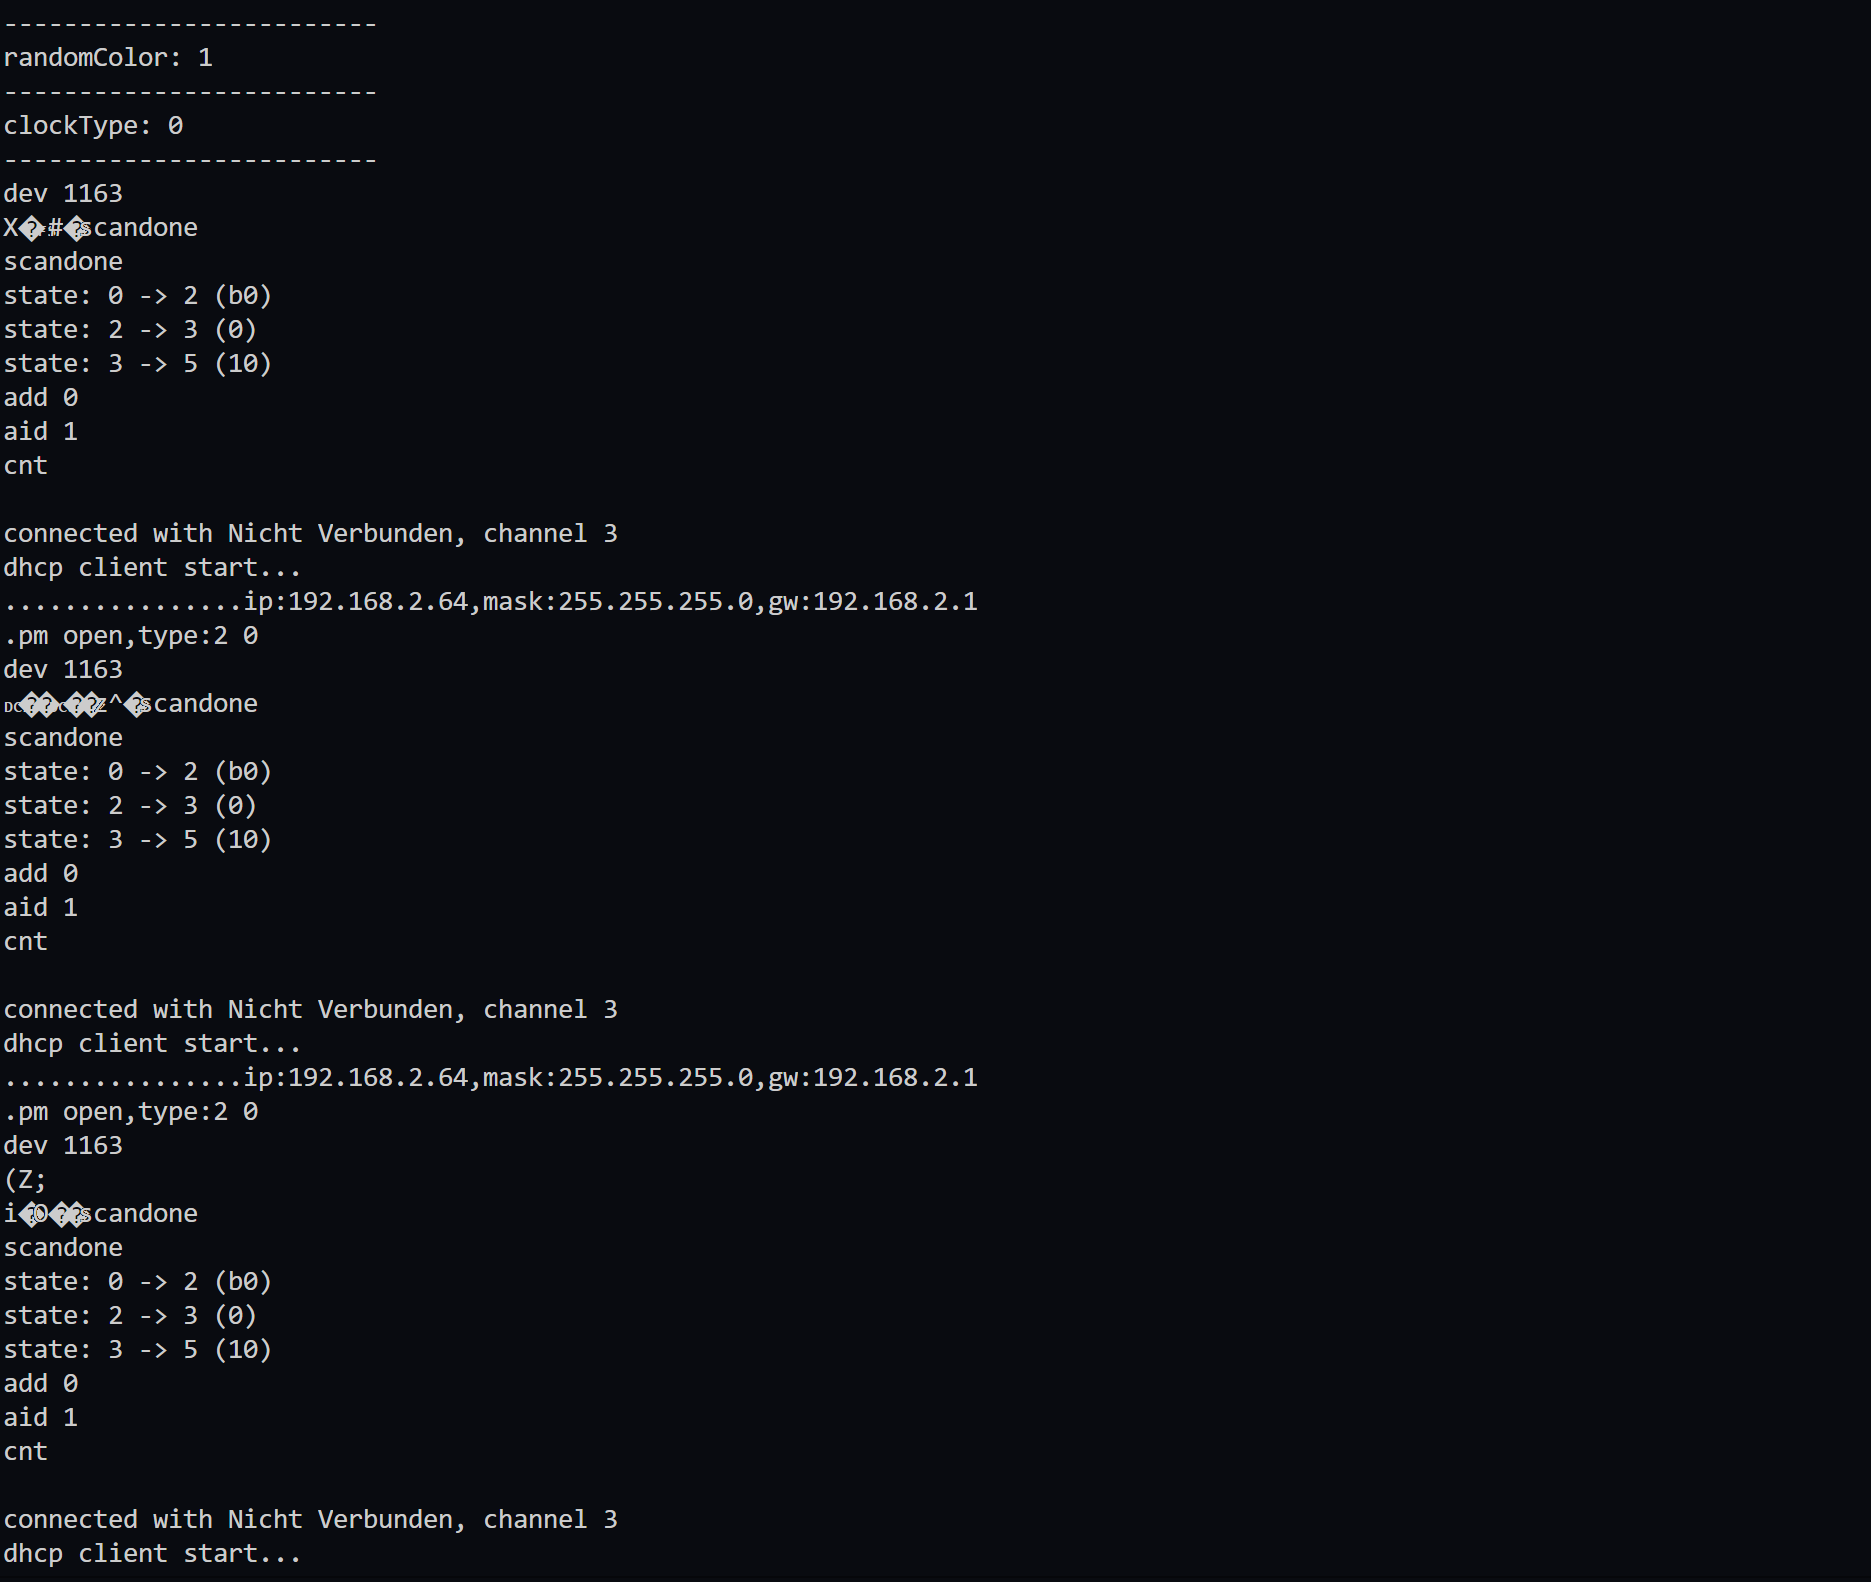 -------------------------
randomColor: 1
-------------------------
clockType: 0
-------------------------
dev 1163
X�#�scandone
scandone
state: 0 -> 2 (b0)
state: 2 -> 3 (0)
state: 3 -> 5 (10)
add 0
aid 1
cnt

connected with Nicht Verbunden, channel 3
dhcp client start...
................ip:192.168.2.64,mask:255.255.255.0,gw:192.168.2.1
.pm open,type:2 0
dev 1163
����z^�scandone
scandone
state: 0 -> 2 (b0)
state: 2 -> 3 (0)
state: 3 -> 5 (10)
add 0
aid 1
cnt

connected with Nicht Verbunden, channel 3
dhcp client start...
................ip:192.168.2.64,mask:255.255.255.0,gw:192.168.2.1
.pm open,type:2 0
dev 1163
(Z;
i�O��scandone
scandone
state: 0 -> 2 (b0)
state: 2 -> 3 (0)
state: 3 -> 5 (10)
add 0
aid 1
cnt

connected with Nicht Verbunden, channel 3
dhcp client start...